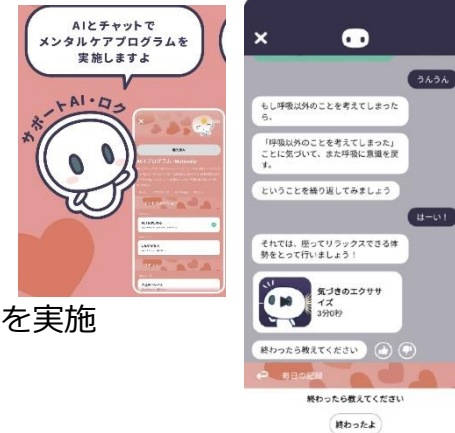 AIとチャットで
メンタルケアプログラムを
実施しますよ
サポートAI・ロク
を実施
うんうん
もし呼吸以外のことを考えてしまった
ら、
「呼吸以外のことを考えてしまった」
ことに気づいて、また呼吸に意識を戻
す。
ということを繰り返してみましょう
はーい！
それでは、座ってリラックスできる体
勢をとって行いましょう！
気づきのエクササ
イズ
3分0秒
終わったら教えてください
毎日の記録
終わったら教えてください
終わったよ